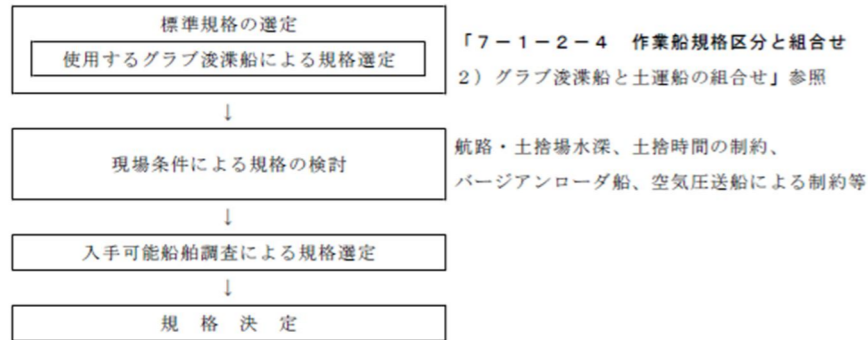 標準規格の選定
使用するグラブ浚渫船による規格選定
「7－1－2－4　作業船規格区分と組合せ
2）グラブ浚渫船と土運船の組合せ」参照
↓
現場条件による規格の検討
航路・土捨場水深、土捨時間の制約、
バージアンローダ船、空気圧送船による制約等
↓
入手可能船舶調査による規格選定
↓
規　格　決　定